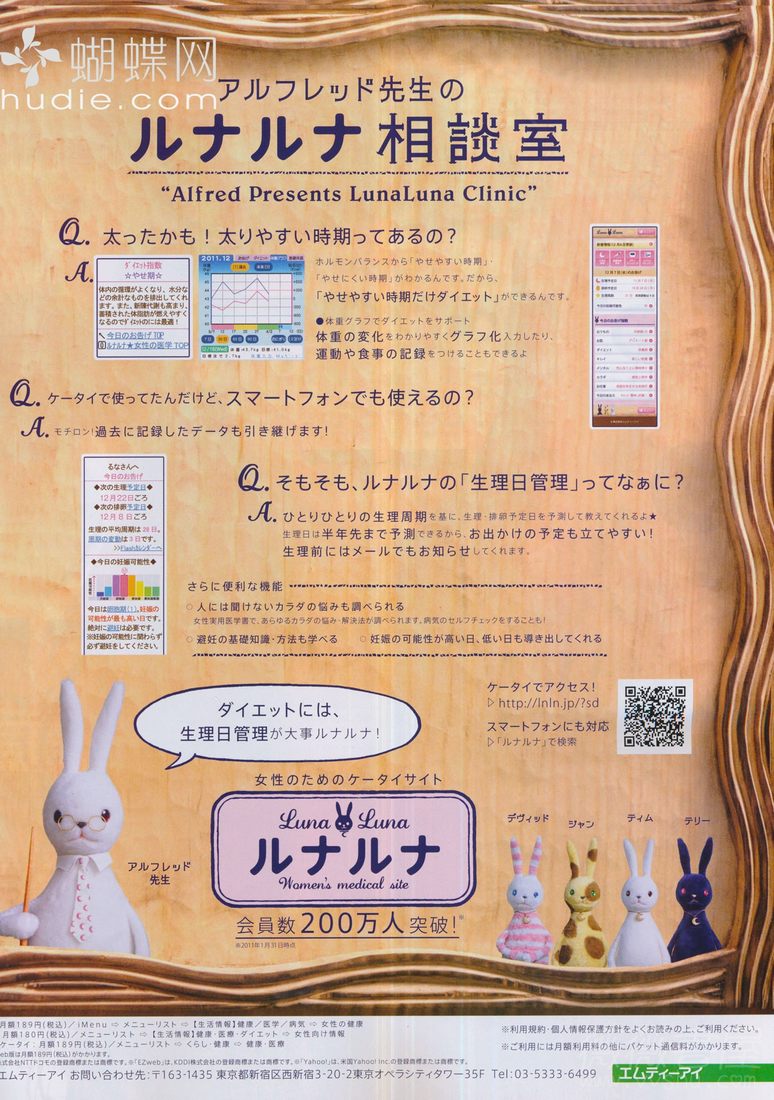 蝴蝶网
hudie.com
アルフレッド先生の
ルナルナ相談室
“Alfred Presents LunaLuna Clinic”
Q. 太ったかも！太りやすい時期ってあるの？
A.
ダイエット指数
☆やせ期☆
体内の循環がよくなり、水分な
どの余計なものを排出してくれ
ます。また、新陳代謝も高まり、
蓄積された体脂肪が燃えやすく
なるのでダイエットのには最適！
今日のお告げTOP
ルナルナ★女性の医学TOP
2011.12
ホルモンバランスから「やせやすい時期」・
「やせにくい時期」がわかるんです。だから、
「やせやすい時期だけダイエット」ができるんです。
●体重グラフでダイエットをサポート
体重の変化をわかりやすくグラフ化入力したり、
運動や食事の記録をつけることもできるよ
Q. ケータイで使ってたんだけど、スマートフォンでも使えるの？
A. モチロン！過去に記録したデータも引き継げます！
るなさんへ
今日のお告げ
◆次の生理予定日◆
12月22日ごろ
◆次の排卵予定日◆
12月8日ごろ
生理の平均周期は28日。
周期の変動は3日です。
>>Flashカレンダーへ
◆今日の妊娠可能性◆
今日は卵胞期(1)。妊娠の
可能性が最も高い日です。
絶対に避妊は必要です。
※妊娠の可能性に関わらず
必ず避妊をしてください。
Q. そもそも、ルナルナの「生理日管理」ってなぁに？
A. ひとりひとりの生理周期を基に、生理・排卵予定日を予測して教えてくれるよ★
生理日は半年先まで予測できるから、お出かけの予定も立てやすい！
生理前にはメールでもお知らせしてくれます。
さらに便利な機能
○ 人には聞けないカラダの悩みも調べられる
女性実用医学書で、あらゆるカラダの悩み・解決法が調べられます。病気のセルフチェックをすることも！
○ 避妊の基礎知識・方法も学べる ○ 妊娠の可能性が高い日、低い日も導き出してくれる
ダイエットには、
生理日管理が大事ルナルナ！
ケータイでアクセス！
▷http://lnln.jp/?sd
スマートフォンにも対応
▷「ルナルナ」で検索
女性のためのケータイサイト
Luna Luna
ルナルナ
Women's medical site
会員数200万人突破！※
※2011年1月31日時点
アルフレッド
先生
デヴィッド
ジャン
ティム
テリー
月額189円(税込)／iMenu ⇨ メニューリスト ⇨ 【生活情報】健康／医学／病気 ⇨ 女性の健康
月額180円(税込)／メニューリスト ⇨ 【生活情報】健康・医療・ダイエット ⇨ 女性向け情報
ケータイ：月額189円(税込)／メニューリスト ⇨ くらし・健康 ⇨ 健康・医療
eb版は月額189円(税込)がかかります。
式会社NTTドコモの登録商標または商標です。※「EZweb」は、KDDI株式会社の登録商標または商標です。※「Yahoo!」は、米国Yahoo! Inc.の登録商標または商標です。
エムティーアイ お問い合わせ先：〒163-1435 東京都新宿区西新宿3-20-2東京オペラシティタワー35F Tel:03-5333-6499
※利用規約・個人情報保護方針をよくお読みの上、ご利用ください。
※ご利用には月額利用料の他にパケット通信料がかかります。
エムティーアイ